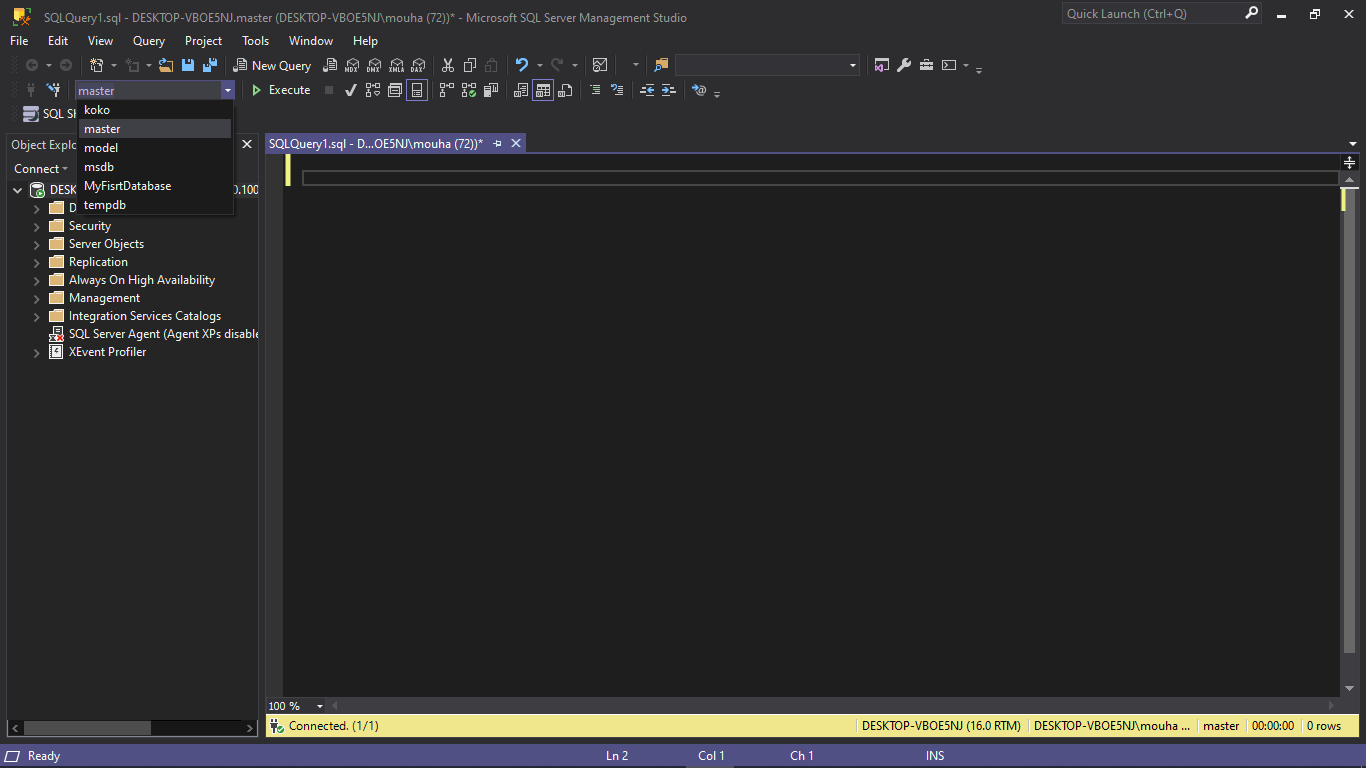 SQLQuery1.sql - DESKTOP-VBOE5NJ.master (DESKTOP-VBOE5NJ\mouha (72))* - Microsoft SQL Server Management Studio
Quick Launch (Ctrl+Q)
File Edit View Query Project Tools Window Help
New Query MDX DMX XMLA DAX
master
Execute
koko
master
model
msdb
MyFisrtDatabase
tempdb
SQL
Object Explo
SQLQuery1.sql - D...OE5NJ\mouha (72))*
Connect
DESK
0.100
D
Security
Server Objects
Replication
Always On High Availability
Management
Integration Services Catalogs
SQL Server Agent (Agent XPs disable
XEvent Profiler
100 %
Connected. (1/1)
DESKTOP-VBOE5NJ (16.0 RTM)
DESKTOP-VBOE5NJ\mouha ...
master
00:00:00
0 rows
Ready
Ln 2
Col 1
Ch 1
INS